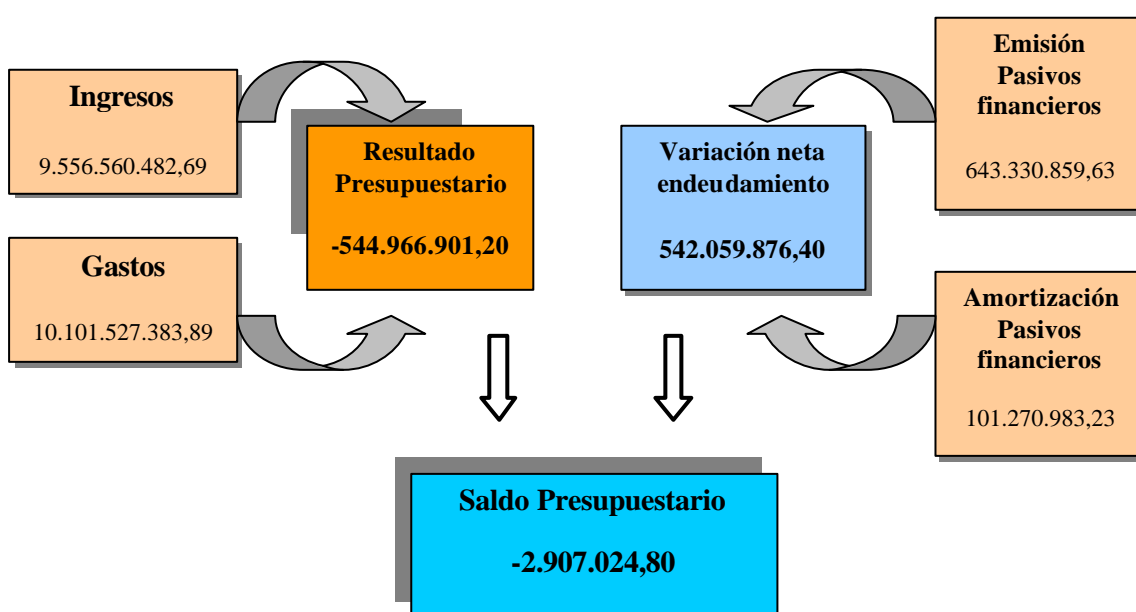 Ingresos
9.556.560.482,69
Gastos
10.101.527.383,89
Resultado
Presupuestario
-544.966.901,20
Variación neta
endeudamiento
542.059.876,40
Emisión
Pasivos
financieros
643.330.859,63
Amortización
Pasivos
financieros
101.270.983,23
Saldo Presupuestario
-2.907.024,80